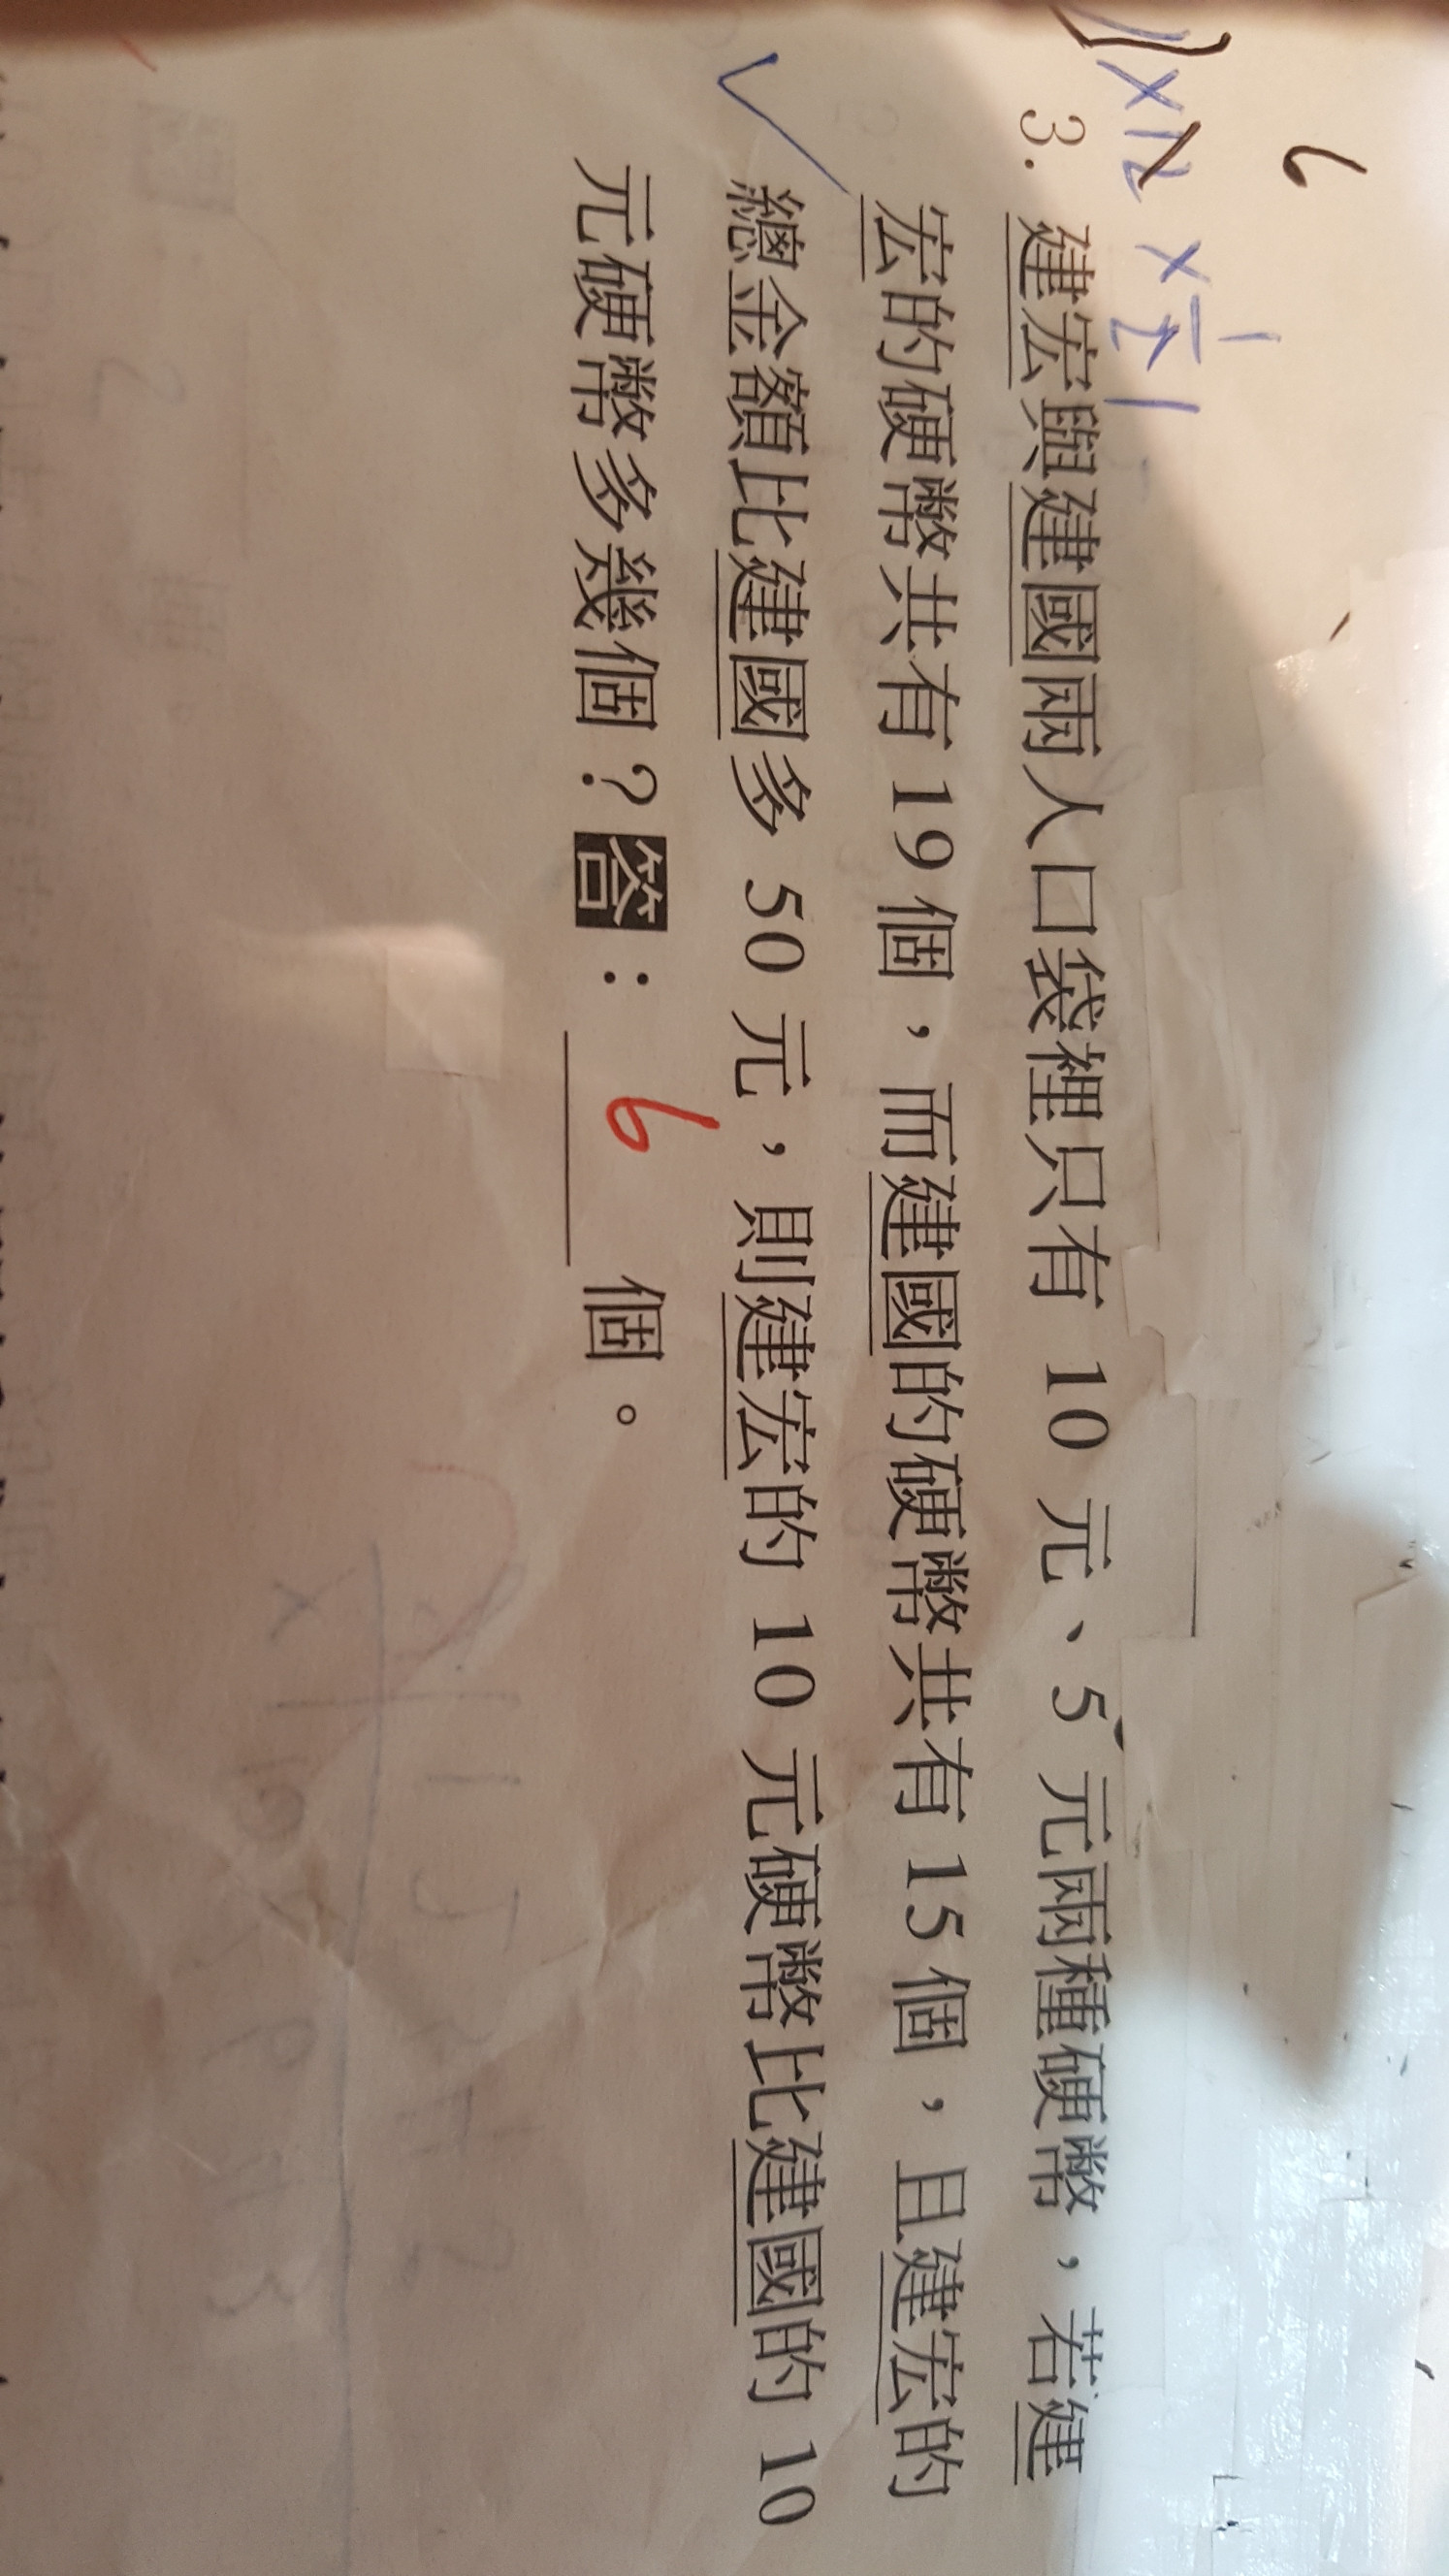 6
3. 建宏與建國兩人口袋裡只有 10 元、5 元兩種硬幣，若建
宏的硬幣共有 19 個，而建國的硬幣共有 15 個，且建宏的
總金額比建國多 50 元，則建宏的 10 元硬幣比建國的 10
元硬幣多幾個？答：6 個。